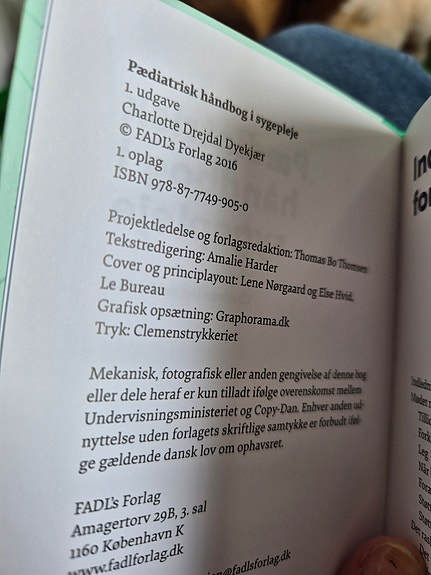 Pædiatrisk håndbog i sygepleje
1. udgave
Charlotte Drejdal Dyekjær
© FADL's Forlag 2016
1. oplag
ISBN 978-87-7749-905-0
Projektledelse og forlagsredaktion: Thomas Bo Thomsen
Tekstredigering: Amalie Harder
Cover og principlayout: Lene Nørgaard og Else Hvid,
Le Bureau
Grafisk opsætning: Graphorama.dk
Tryk: Clemenstrykkeriet
Mekanisk, fotografisk eller anden gengivelse af denne bog
eller dele heraf er kun tilladt ifølge overenskomst mellem
Undervisningsministeriet og Copy-Dan. Enhver anden ud-
nyttelse uden forlagets skriftlige samtykke er forbudt iføl-
ge gældende dansk lov om ophavsret.
FADL's Forlag
Amagertorv 29B, 3. sal
1160 København K
www.fadlforlag.dk
@fadlsforlag.dk